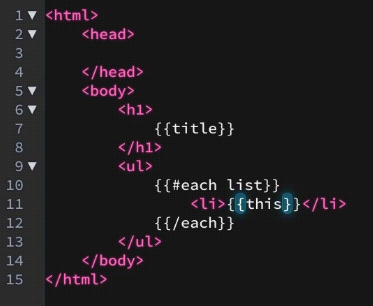 1 <html>
2 <head>
3
4 </head>
5 <body>
6 <h1>
7 {{title}}
8 </h1>
9 <ul>
10 {{#each list}}
11 <li>{{this}}</li>
12 {{/each}}
13 </ul>
14 </body>
15 </html>